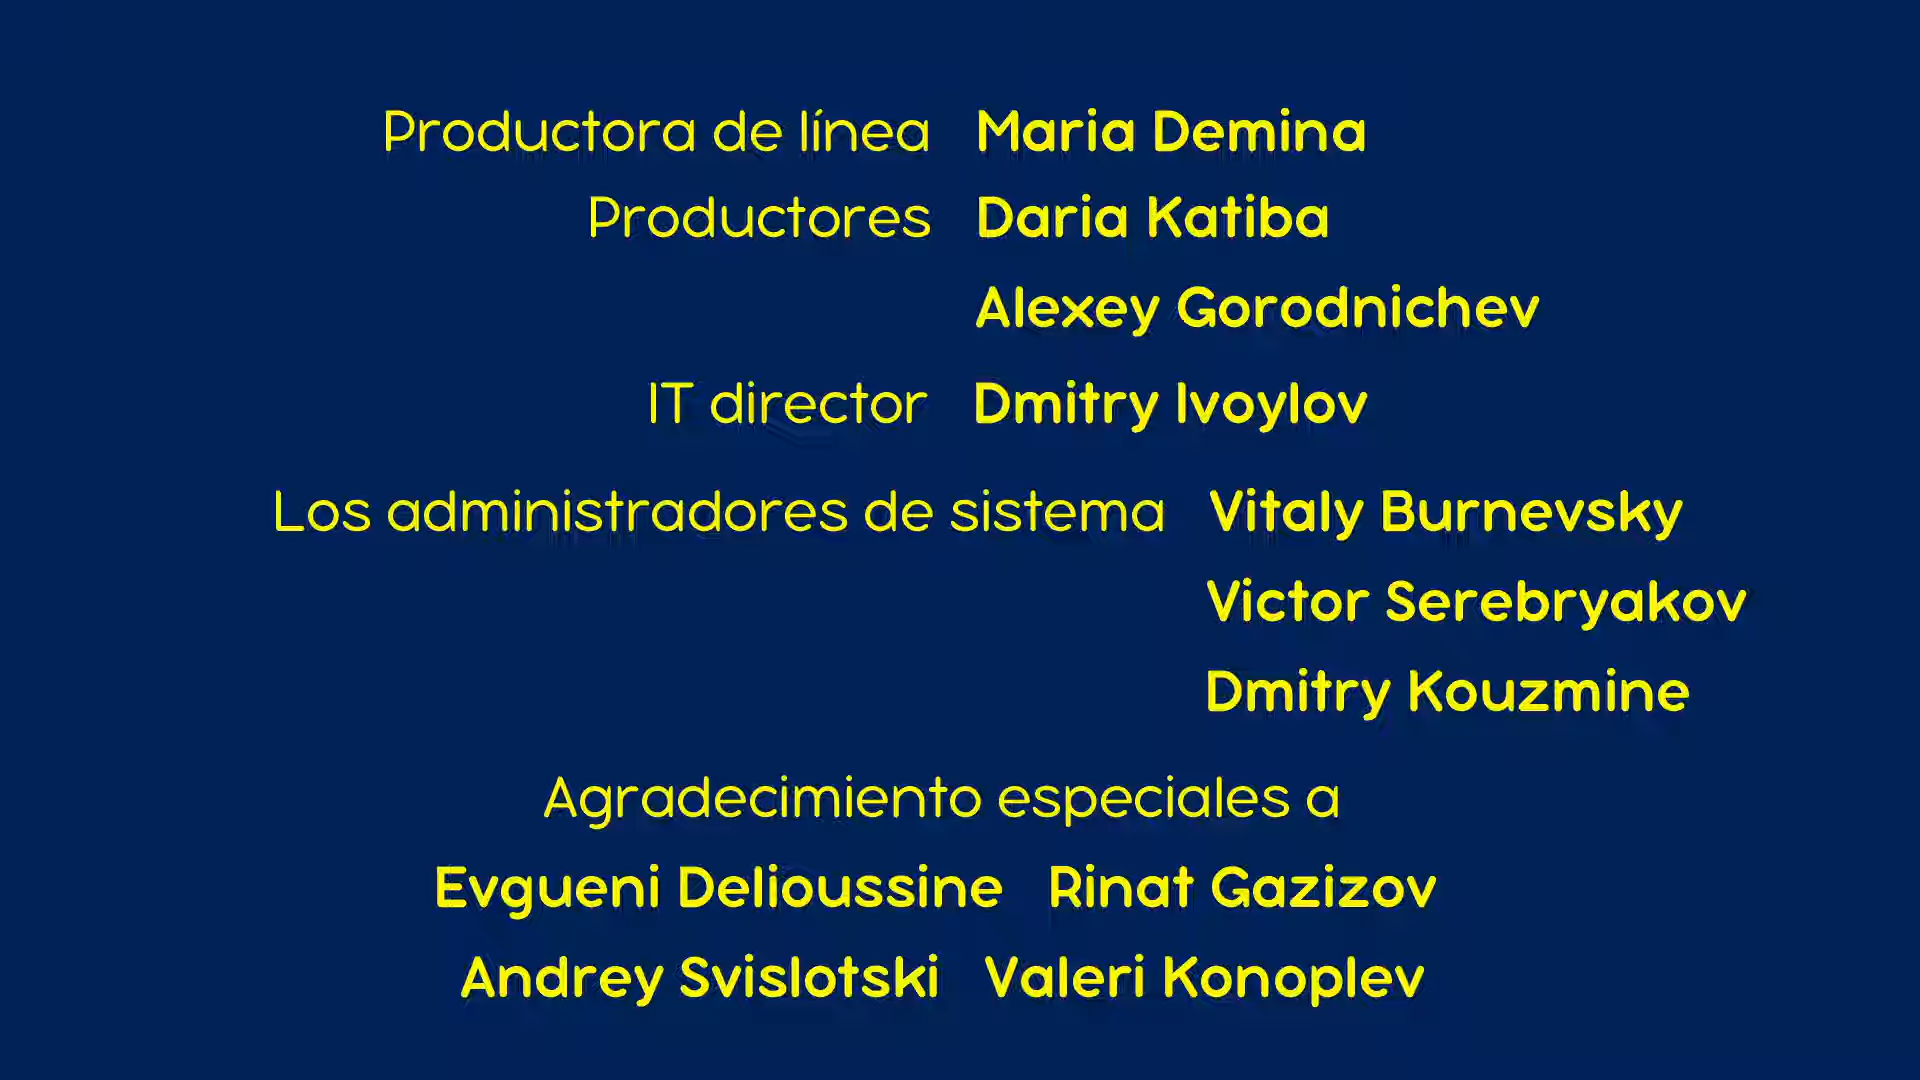 Productora de línea Maria Demina
Productores Daria Katiba
Alexey Gorodnichev
IT director Dmitry Ivoylov
Los administradores de sistema Vitaly Burnevsky
Victor Serebryakov
Dmitry Kouzmine
Agradecimiento especiales a
Evgueni Delioussine Rinat Gazizov
Andrey Svislotski Valeri Konoplev